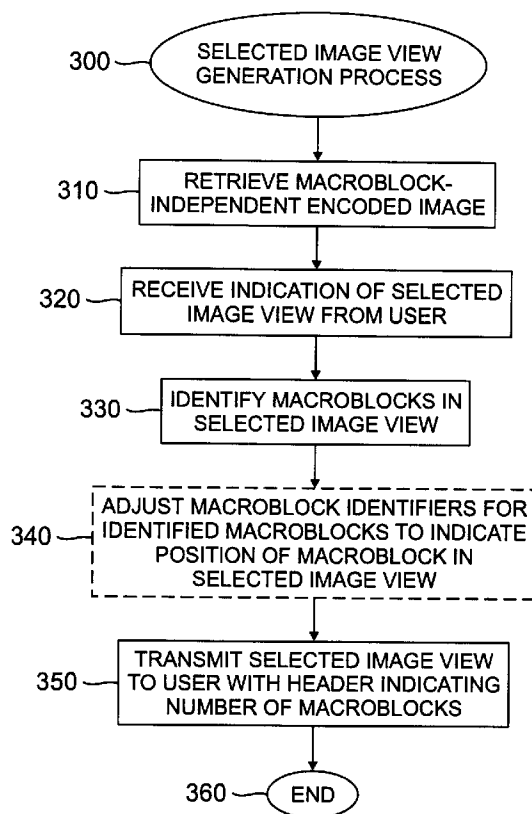 300
SELECTED IMAGE VIEW
GENERATION PROCESS
310
RETRIEVE MACROBLOCK-
INDEPENDENT ENCODED IMAGE
320
RECEIVE INDICATION OF SELECTED
IMAGE VIEW FROM USER
330
IDENTIFY MACROBLOCKS IN
SELECTED IMAGE VIEW
340
ADJUST MACROBLOCK IDENTIFIERS FOR
IDENTIFIED MACROBLOCKS TO INDICATE
POSITION OF MACROBLOCK IN
SELECTED IMAGE VIEW
350
TRANSMIT SELECTED IMAGE VIEW
TO USER WITH HEADER INDICATING
NUMBER OF MACROBLOCKS
360
END